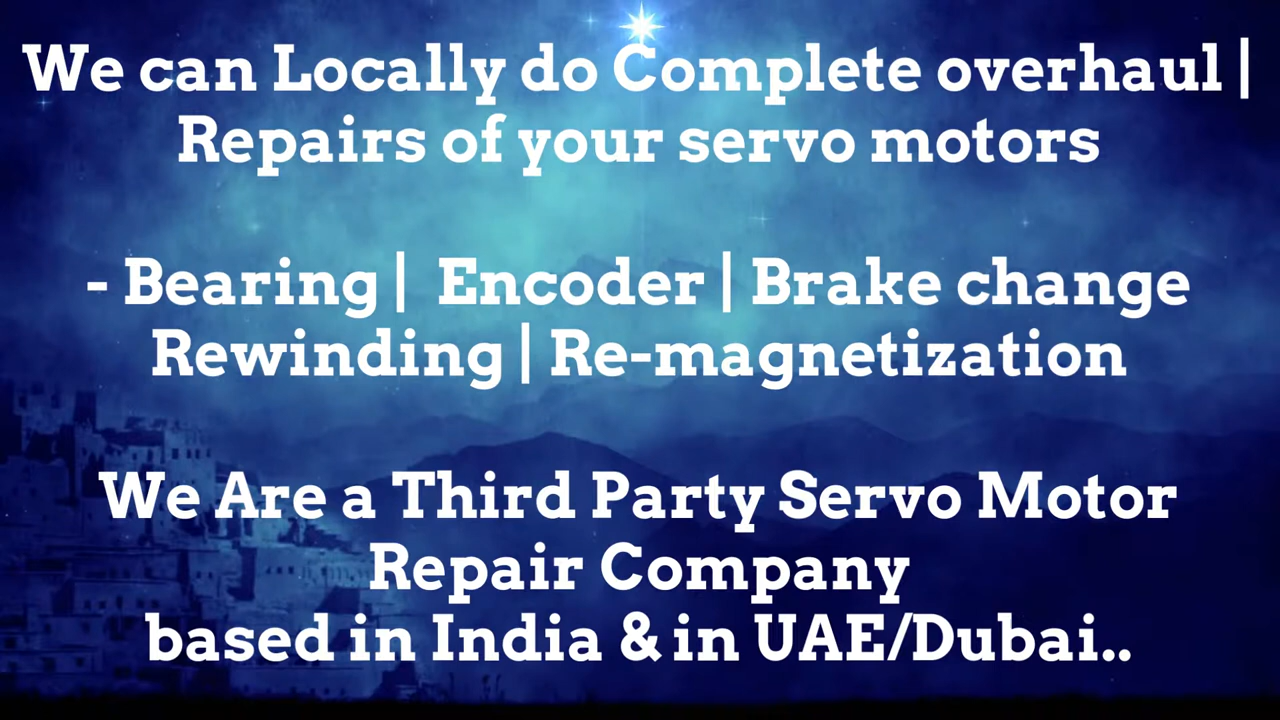 We can Locally do Complete overhaul |
Repairs of your servo motors
- Bearing | Encoder | Brake change
Rewinding | Re-magnetization
We Are a Third Party Servo Motor
Repair Company
based in India & in UAE/Dubai..